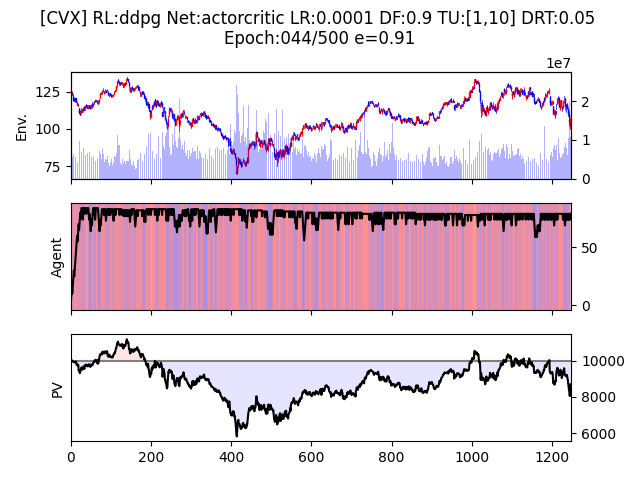 [CVX] RL:ddpg Net:actorcritic LR:0.0001 DF:0.9 TU:[1,10] DRT:0.05
Epoch:044/500 e=0.91
1e7
125
100
75
Env.
2
1
0
Agent
50
0
PV
10000
8000
6000
0 200 400 600 800 1000 1200